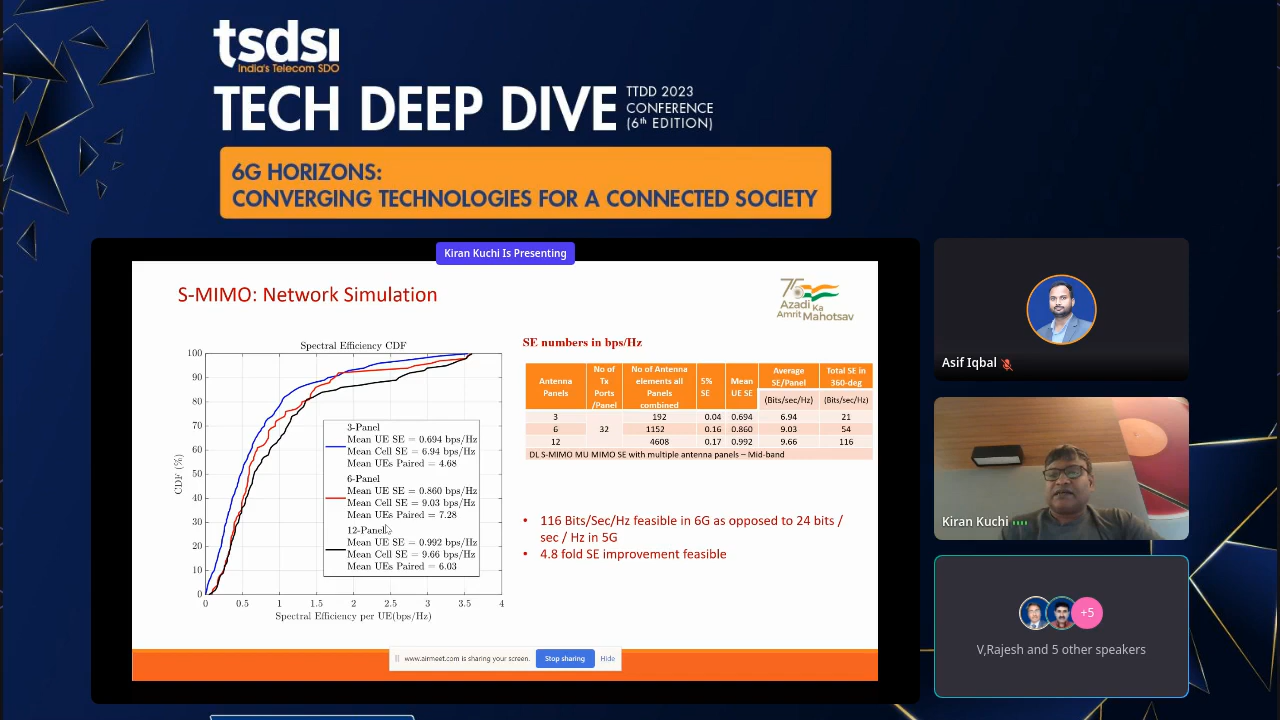 tsdsi
India's Telecom SDO
TECH DEEP DIVE
TTDD 2023
CONFERENCE
(6th EDITION)
6G HORIZONS:
CONVERGING TECHNOLOGIES FOR A CONNECTED SOCIETY
Kiran Kuchi Is Presenting
S-MIMO: Network Simulation
75
Azadi Ka
Amrit Mahotsav
Spectral Efficiency CDF
100
90
80
70
60
50
40
30
20
10
0
CDF (%)
3-Panel
Mean UE SE = 0.694 bps/Hz
Mean Cell SE = 6.94 bps/Hz
Mean UEs Paired = 4.68
6-Panel
Mean UE SE = 0.860 bps/Hz
Mean Cell SE = 9.03 bps/Hz
Mean UEs Paired = 7.28
12-Panel
Mean UE SE = 0.992 bps/Hz
Mean Cell SE = 9.66 bps/Hz
Mean UEs Paired = 6.03
0 0.5 1 1.5 2 2.5 3 3.5 4
Spectral Efficiency per UE(bps/Hz)
SE numbers in bps/Hz
Antenna Panels No of Tx Ports /Panel No of Antenna elements all Panels combined 5% SE Mean UE SE Average SE/Panel Total SE in 360-deg
(Bits/sec/Hz) (Bits/sec/Hz)
3 192 0.04 0.694 6.94 21
6 32 1152 0.16 0.860 9.03 54
12 4608 0.17 0.992 9.66 116
DL S-MIMO MU MIMO SE with multiple antenna panels – Mid-band
• 116 Bits/Sec/Hz feasible in 6G as opposed to 24 bits /
sec / Hz in 5G
• 4.8 fold SE improvement feasible
www.airmeet.com is sharing your screen. Stop sharing Hide
Asif Iqbal
Kiran Kuchi
+5
V,Rajesh and 5 other speakers